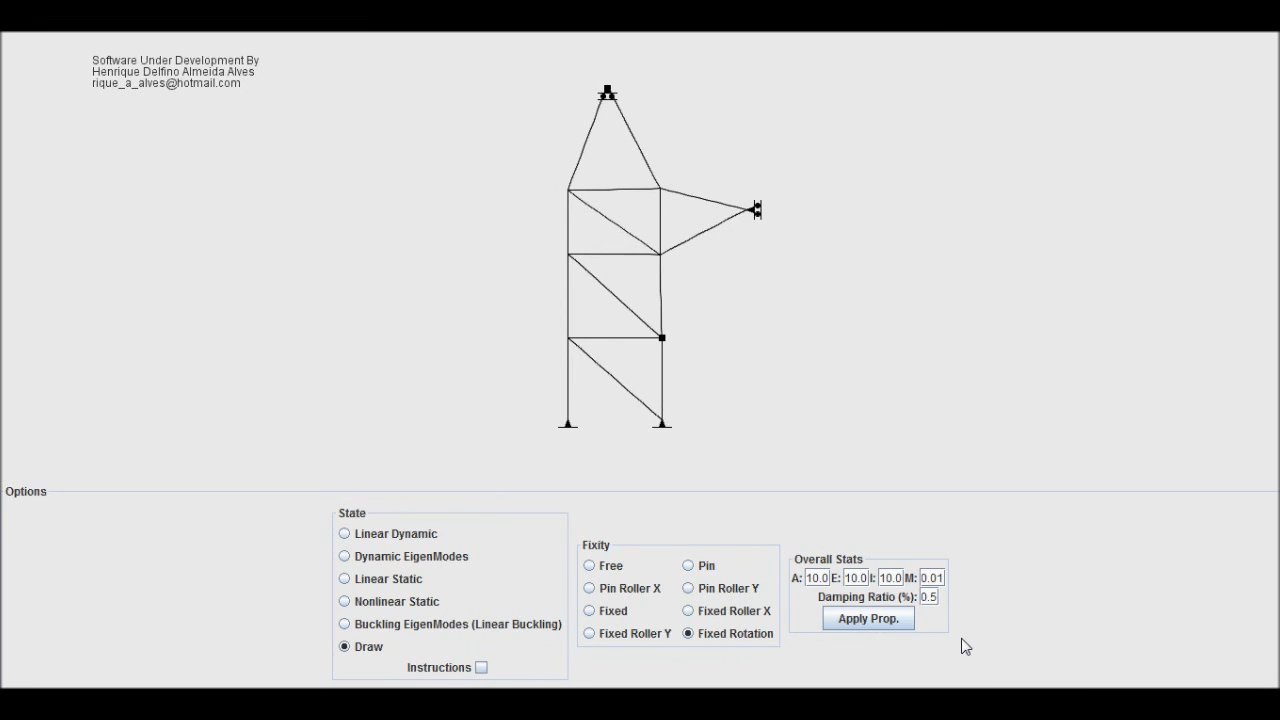 Software Under Development By
Henrique Delfino Almeida Alves
rique_a_alves@hotmail.com
Options
State
Linear Dynamic
Dynamic EigenModes
Linear Static
Nonlinear Static
Buckling EigenModes (Linear Buckling)
Draw
Instructions
Fixity
Free
Pin
Pin Roller X
Pin Roller Y
Fixed
Fixed Roller X
Fixed Roller Y
Fixed Rotation
Overall Stats
A: 10.0 E: 10.0 I: 10.0 M: 0.01
Damping Ratio (%): 0.5
Apply Prop.